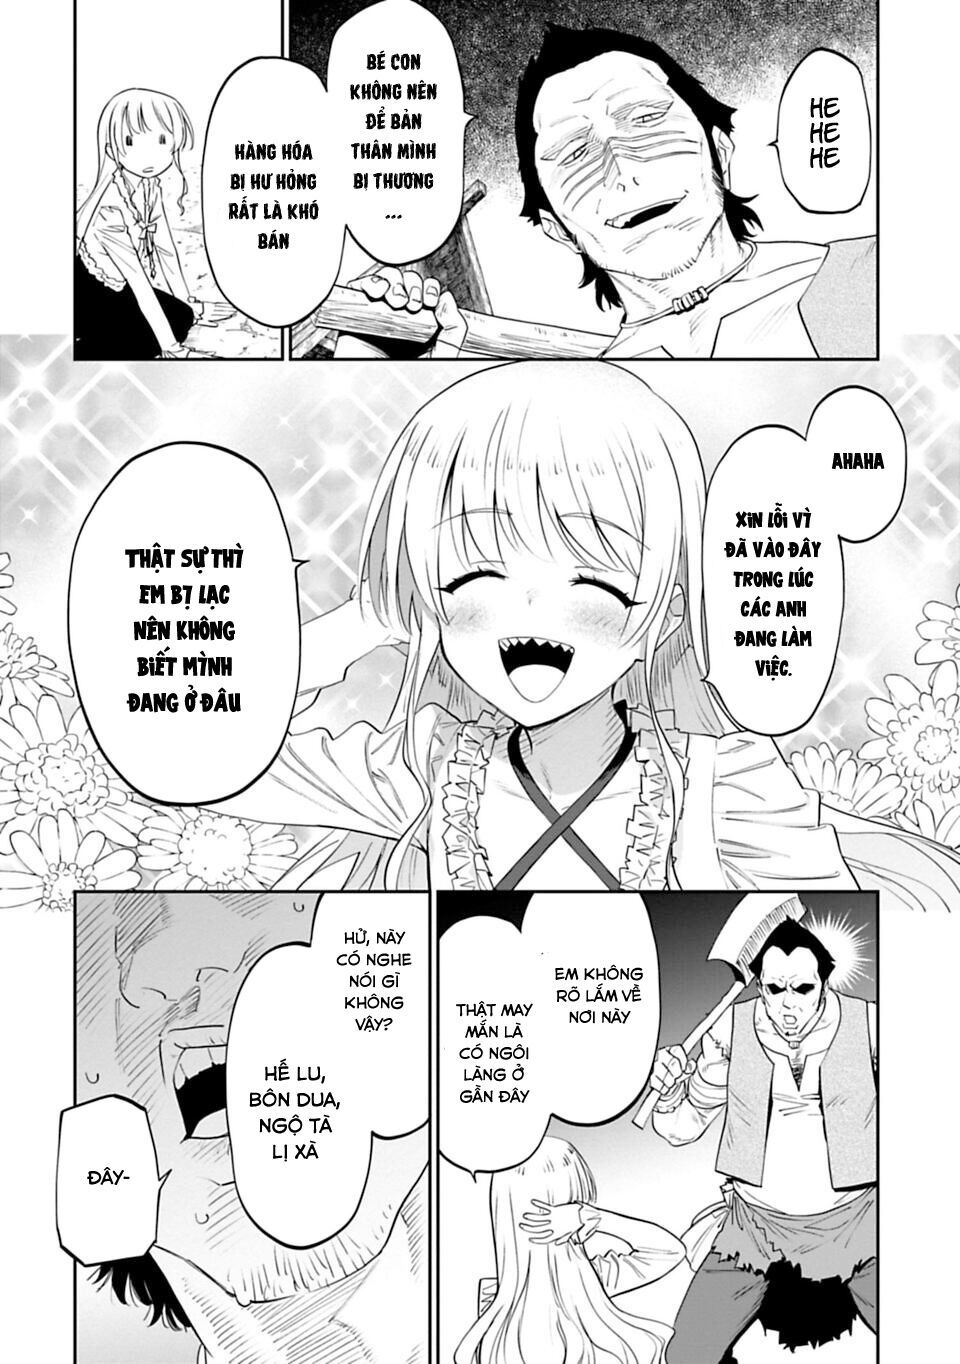 HE
HE
HE
BÉ CON
KHÔNG NÊN
ĐỂ BẢN
THÂN MÌNH
BỊ THƯƠNG
...
HÀNG HÓA
BỊ HƯ HỎNG
RẤT LÀ KHÓ
BÁN
AHAHA
XIN LỖI VÌ
ĐÃ VÀO ĐÂY
TRONG LÚC
CÁC ANH
ĐANG LÀM
VIỆC.
THẬT SỰ THÌ
EM BỊ LẠC
NÊN KHÔNG
BIẾT MÌNH
ĐANG Ở ĐÂU
EM KHÔNG
RÕ LẮM VỀ
NƠI NÀY
THẬT MAY
MẮN LÀ
CÓ NGÔI
LÀNG Ở
GẦN ĐÂY
HỬ, NÀY
CÓ NGHE
NÓI GÌ
KHÔNG
VẬY?
HẾ LU,
BÔN DUA,
NGỘ TẢ
LỊ XÀ
ĐÂY-